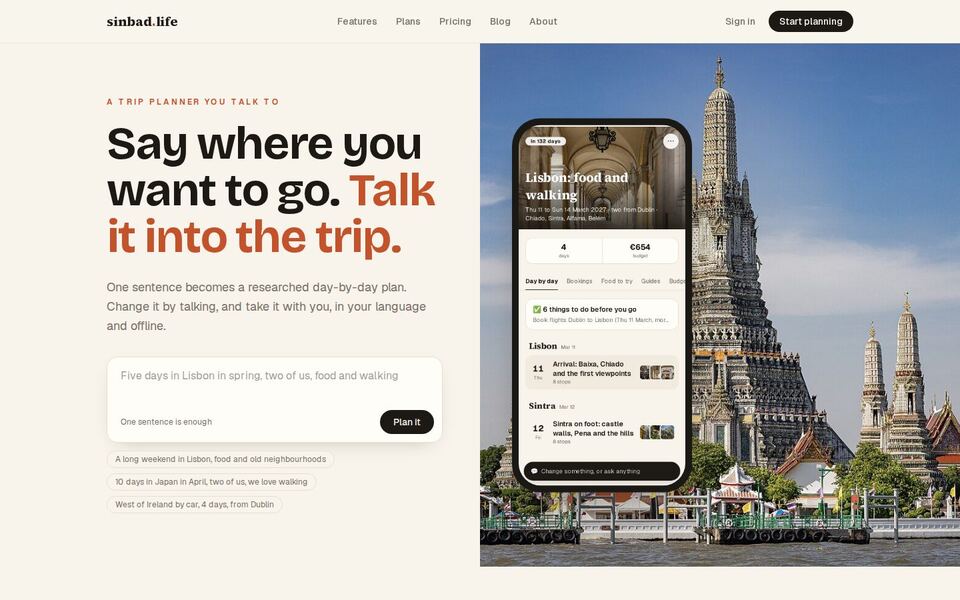 sinbad.life
Features
Plans
Pricing
Blog
About
Sign in
Start planning
A TRIP PLANNER YOU TALK TO
Say where you
want to go. Talk
it into the trip.
One sentence becomes a researched day-by-day plan.
Change it by talking, and take it with you, in your language
and offline.
Five days in Lisbon in spring, two of us, food and walking
One sentence is enough
Plan it
A long weekend in Lisbon, food and old neighbourhoods
10 days in Japan in April, two of us, we love walking
West of Ireland by car, 4 days, from Dublin
In 132 days
Lisbon: food and
walking
Thu 11 to Sun 14 March 2027 · two from Dublin ·
Chiado, Sintra, Alfama, Belém
4
days
€654
budget
Day by day
Bookings
Food to try
Guides
Budge
✅ 6 things to do before you go
Book flights Dublin to Lisbon (Thu 11 March, mor...
Lisbon Mar 11
11
Thu
Arrival: Baixa, Chiado
and the first viewpoints
8 stops
Sintra Mar 12
12
Fri
Sintra on foot: castle
walls, Pena and the hills
8 stops
💬 Change something, or ask anything